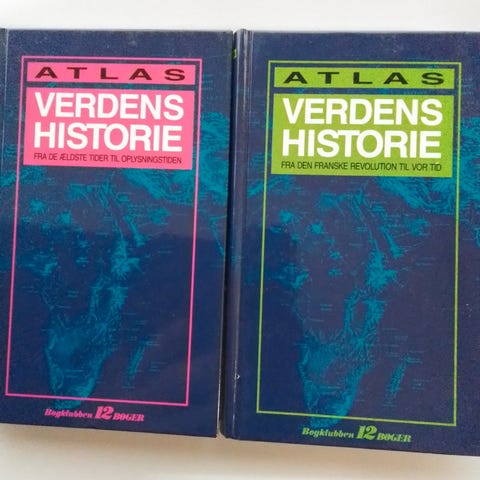 ATLAS
VERDENS
HISTORIE
FRA DE ÆLDSTE TIDER TIL OPLYSNINGSTIDEN
Bogklubben 12 BØGER
ATLAS
VERDENS
HISTORIE
FRA DEN FRANSKE REVOLUTION TIL VOR TID
Bogklubben 12 BØGER